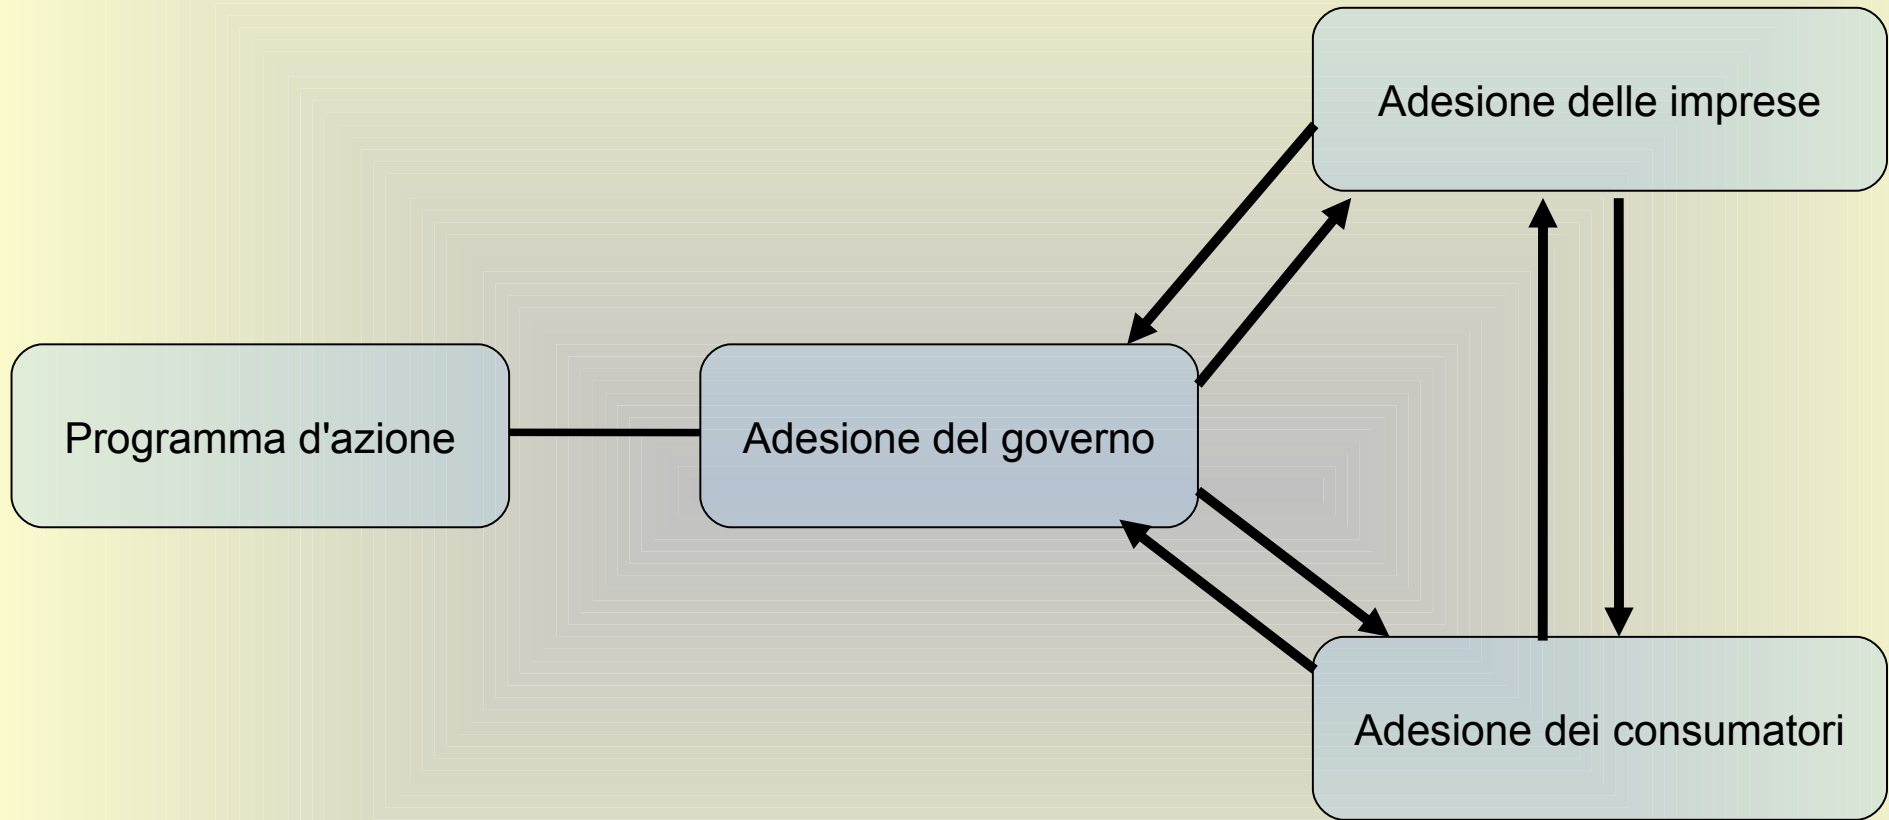 Adesione delle imprese
Programma d'azione
Adesione del governo
Adesione dei consumatori